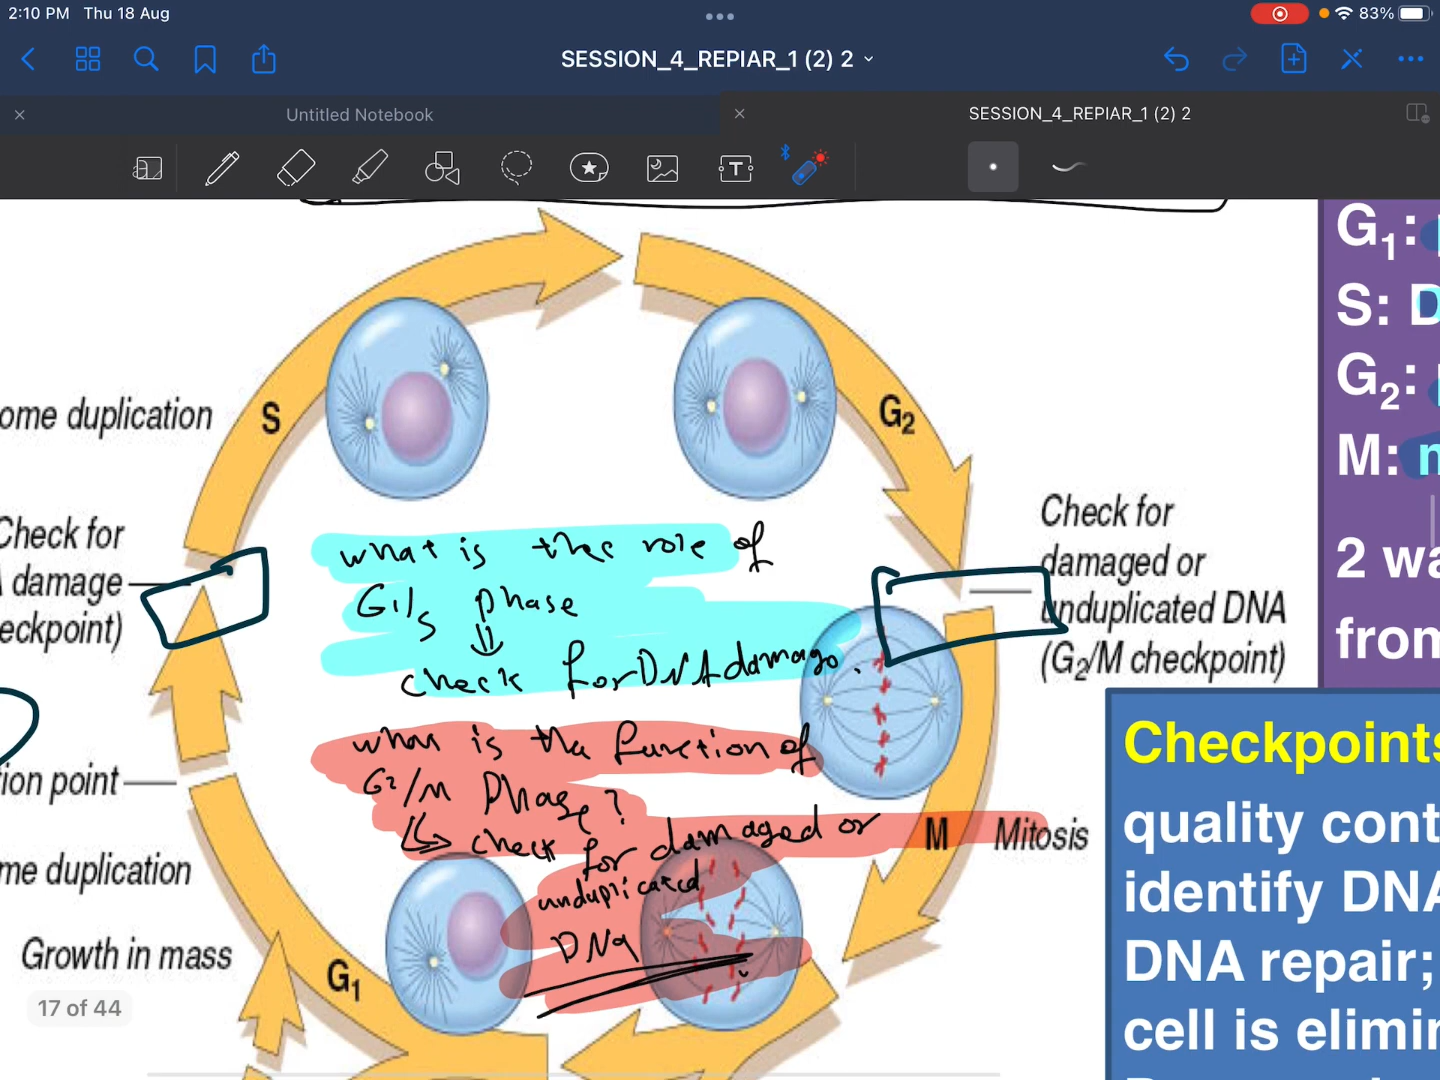 2:10 PM Thu 18 Aug
83%
SESSION_4_REPIAR_1 (2) 2
Untitled Notebook
SESSION_4_REPIAR_1 (2) 2
G1:
S: D
G2:
M:
2 wa
from
S
G2
ome duplication
Check for
damage
eckpoint)
ion point
me duplication
Growth in mass
G1
what is the role of
G1/s phase
check for DNA damage.
what is the function of
G2/M Phase?
check for damaged or
unduplicated
DNA
M Mitosis
Check for
damaged or
unduplicated DNA
(G2/M checkpoint)
Checkpoints
quality cont
identify DNA
DNA repair;
cell is elimin
17 of 44